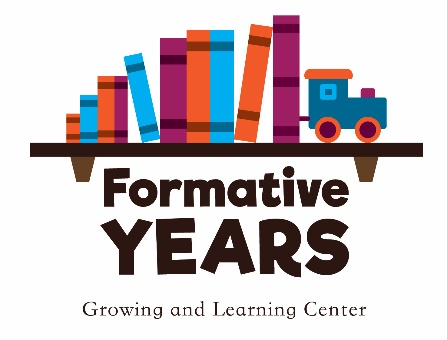 Formative
YEARS
Growing and Learning Center